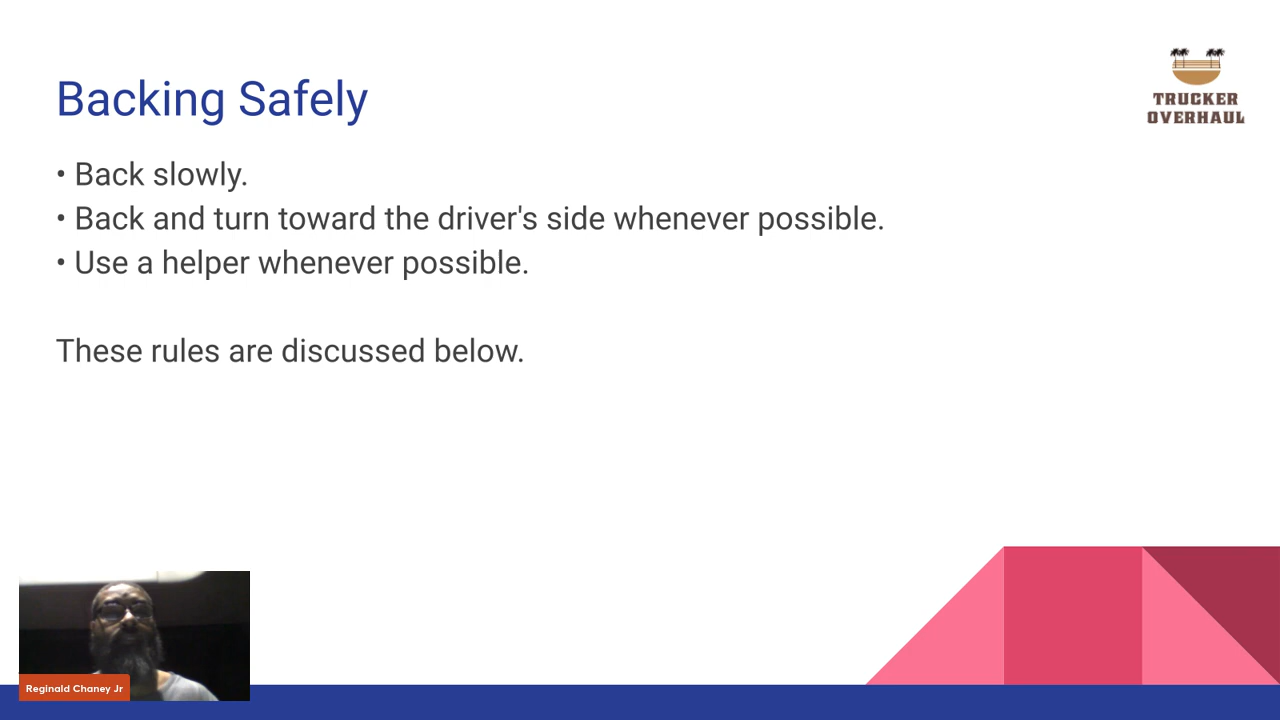 Backing Safely
TRUCKER
OVERHAUL
• Back slowly.
• Back and turn toward the driver's side whenever possible.
• Use a helper whenever possible.
These rules are discussed below.
Reginald Chaney Jr